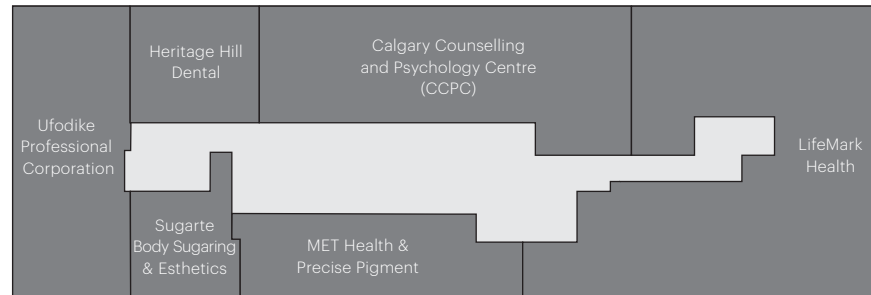 Heritage Hill
Dental
Calgary Counselling
and Psychology Centre
(CCPC)
Ufodike
Professional
Corporation
LifeMark
Health
Sugarte
Body Sugaring
& Esthetics
MET Health &
Precise Pigment